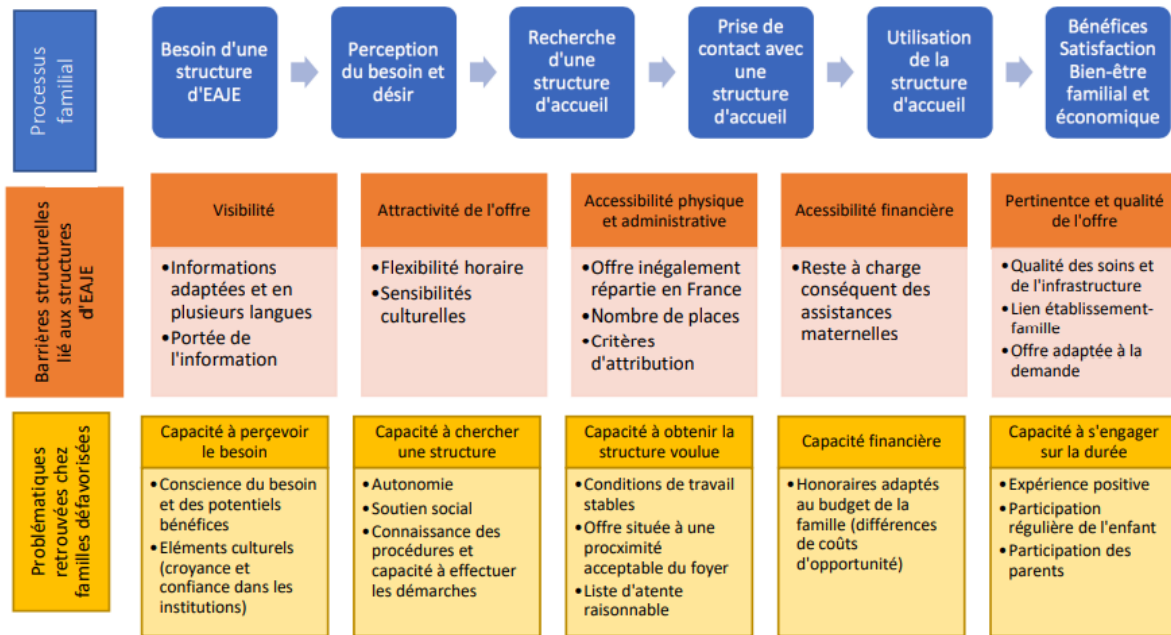 Processus
familial
Besoin d'une
structure
d'EAJE
Perception
du besoin et
désir
Recherche
d'une
structure
d'accueil
Prise de
contact avec
une
structure
d'accueil
Utilisation
de la
structure
d'accueil
Bénéfices
Satisfaction
Bien-être
familial et
économique
Barrières structurelles
lié aux structures
d'EAJE
Visibilité
•Informations
adaptées et en
plusieurs langues
•Portée de
l'information
Attractivité de l'offre
•Flexibilité horaire
•Sensibilités
culturelles
Accessibilité physique
et administrative
•Offre inégalement
répartie en France
•Nombre de places
•Critères
d'attribution
Acessibilité financière
•Reste à charge
conséquent des
assistances
maternelles
Pertinentce et qualité
de l'offre
•Qualité des soins et
de l'infrastructure
•Lien établissement-
famille
•Offre adaptée à la
demande
Problématiques
retrouvées chez
familles défavorisées
Capacité à perçevoir
le besoin
•Conscience du besoin
et des potentiels
bénéfices
•Eléments culturels
(croyance et
confiance dans les
institutions)
Capacité à chercher
une structure
•Autonomie
•Soutien social
•Connaissance des
procédures et
capacité à effectuer
les démarches
Capacité à obtenir la
structure voulue
•Conditions de travail
stables
•Offre située à une
procximité
acceptable du foyer
•Liste d'atente
raisonnable
Capacité financière
•Honoraires adaptés
au budget de la
famille (différences
de coûts
d'opportunité)
Capacité à s'engager
sur la durée
•Expérience positive
•Participation
régulière de l'enfant
•Participation des
parents